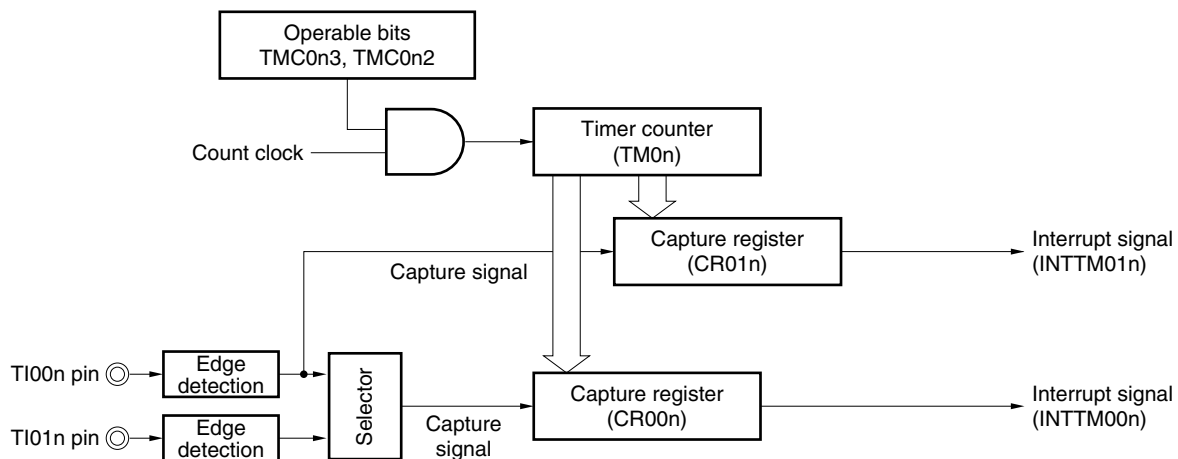 Operable bits
TMC0n3, TMC0n2
Count clock
Timer counter
(TM0n)
Capture register
(CR01n)
Interrupt signal
(INTTM01n)
Capture signal
TI00n pin
Edge
detection
Selector
Capture register
(CR00n)
Interrupt signal
(INTTM00n)
TI01n pin
Edge
detection
Capture
signal